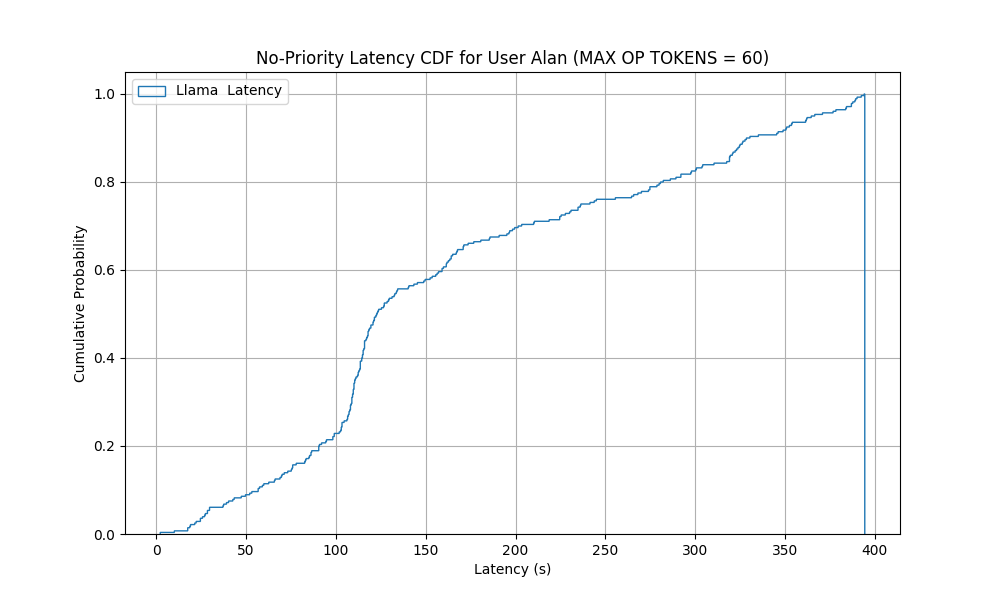 No-Priority Latency CDF for User Alan (MAX OP TOKENS = 60)
Llama  Latency
Cumulative Probability
1.0
0.8
0.6
0.4
0.2
0.0
0 50 100 150 200 250 300 350 400
Latency (s)